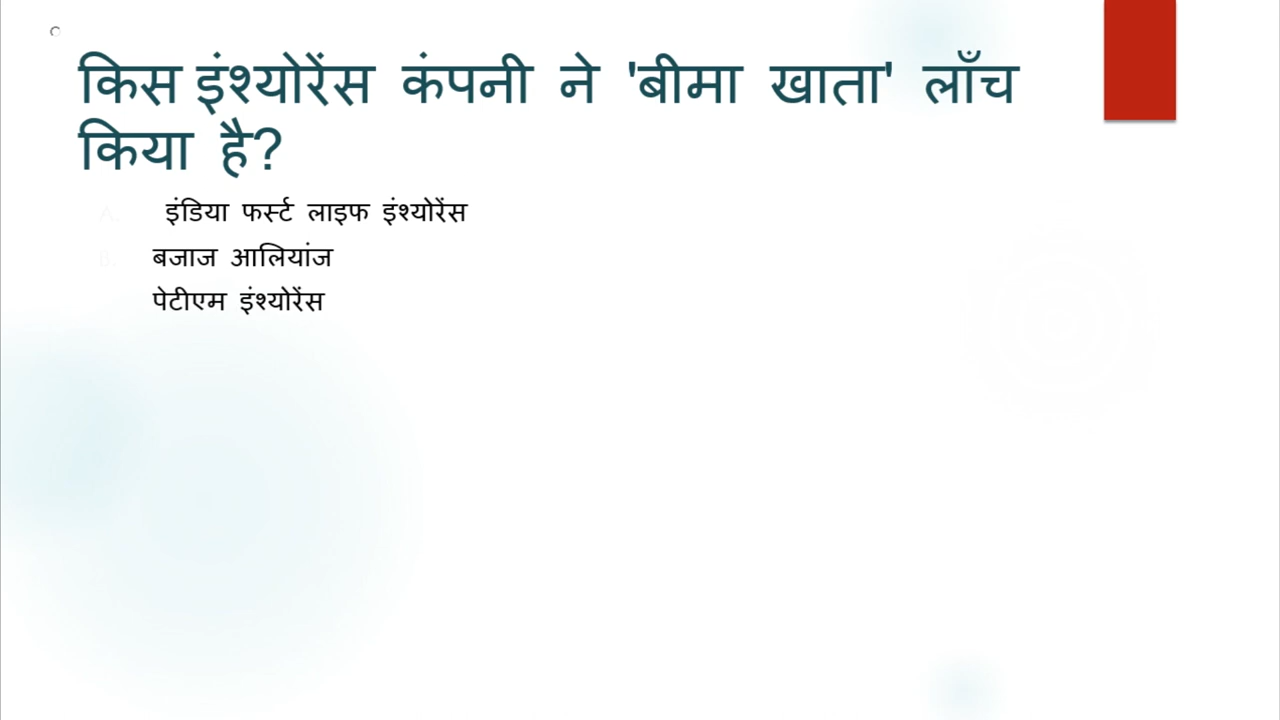 किस इंश्योरेंस कंपनी ने 'बीमा खाता' लॉंच
किया है?
A. इंडिया फर्स्ट लाइफ इंश्योरेंस
B. बजाज आलियांज
पेटीएम इंश्योरेंस